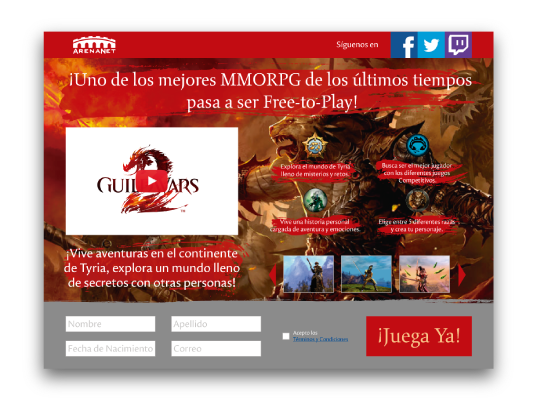 ARENANET
Síguenos en
¡Uno de los mejores MMORPG de los últimos tiempos
pasa a ser Free-to-Play!
GUILD WARS
Explora el mundo de Tyria
lleno de misterios y retos.
Busca ser el mejor jugador
con los diferentes juegos
Competitivos.
Vive una historia personal
cargada de aventura y emociones.
Elige entre 5 diferentes razas
y crea tu personaje.
¡Vive aventuras en el continente
de Tyria, explora un mundo lleno
de secretos con otras personas!
Nombre
Apellido
Fecha de Nacimiento
Correo
Acepto los
Términos y Condiciones
¡Juega Ya!